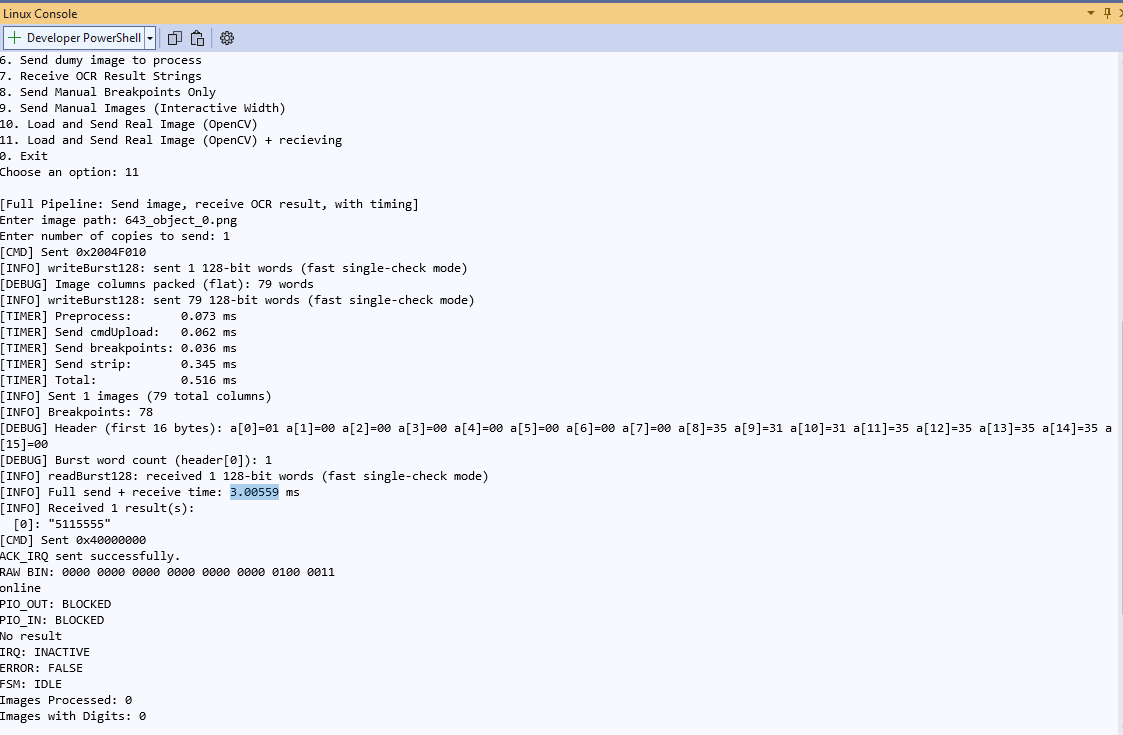 Linux Console
Developer PowerShell
6. Send dumy image to process
7. Receive OCR Result Strings
8. Send Manual Breakpoints Only
9. Send Manual Images (Interactive Width)
10. Load and Send Real Image (OpenCV)
11. Load and Send Real Image (OpenCV) + recieving
0. Exit
Choose an option: 11
[Full Pipeline: Send image, receive OCR result, with timing]
Enter image path: 643_object_0.png
Enter number of copies to send: 1
[CMD] Sent 0x2004F010
[INFO] writeBurst128: sent 1 128-bit words (fast single-check mode)
[DEBUG] Image columns packed (flat): 79 words
[INFO] writeBurst128: sent 79 128-bit words (fast single-check mode)
[TIMER] Preprocess:       0.073 ms
[TIMER] Send cmdUpload:   0.062 ms
[TIMER] Send breakpoints: 0.036 ms
[TIMER] Send strip:       0.345 ms
[TIMER] Total:            0.516 ms
[INFO] Sent 1 images (79 total columns)
[INFO] Breakpoints: 78
[DEBUG] Header (first 16 bytes): a[0]=01 a[1]=00 a[2]=00 a[3]=00 a[4]=00 a[5]=00 a[6]=00 a[7]=00 a[8]=35 a[9]=31 a[10]=31 a[11]=35 a[12]=35 a[13]=35 a[14]=35 a
[15]=00
[DEBUG] Burst word count (header[0]): 1
[INFO] readBurst128: received 1 128-bit words (fast single-check mode)
[INFO] Full send + receive time: 3.00559 ms
[INFO] Received 1 result(s):
  [0]: "5115555"
[CMD] Sent 0x40000000
ACK_IRQ sent successfully.
RAW BIN: 0000 0000 0000 0000 0000 0000 0100 0011
online
PIO_OUT: BLOCKED
PIO_IN: BLOCKED
No result
IRQ: INACTIVE
ERROR: FALSE
FSM: IDLE
Images Processed: 0
Images with Digits: 0